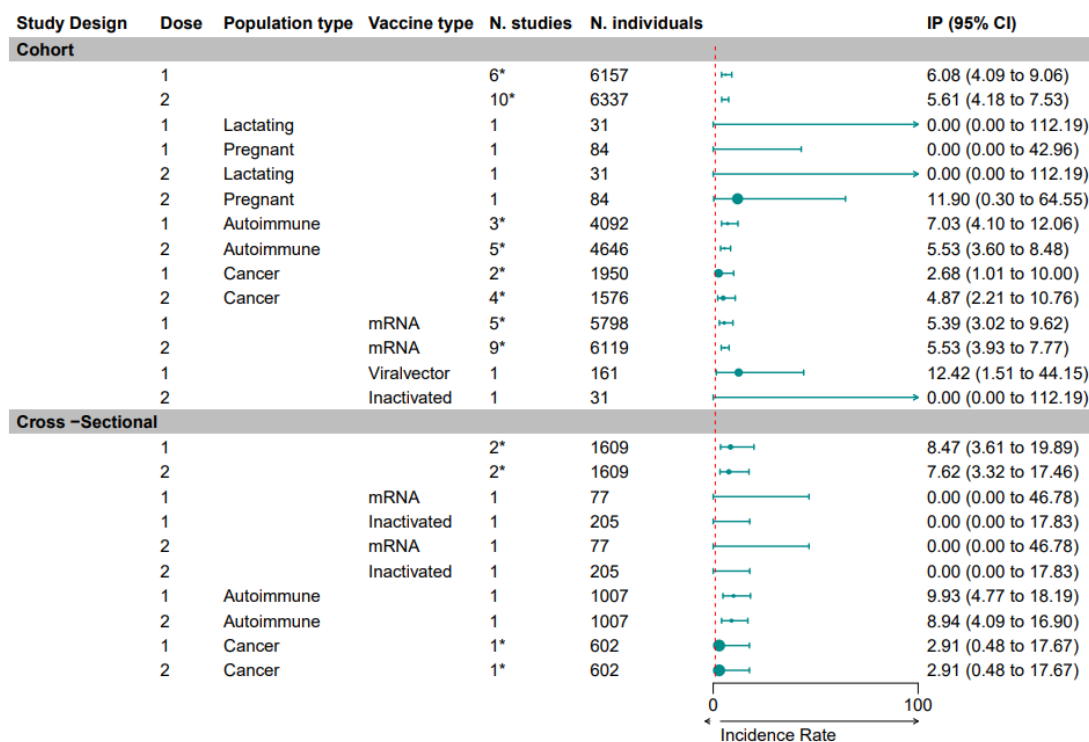 Study Design Dose Population type Vaccine type N. studies N. individuals IP (95% CI)
Cohort
1 6* 6157 6.08 (4.09 to 9.06)
2 10* 6337 5.61 (4.18 to 7.53)
1 Lactating 1 31 0.00 (0.00 to 112.19)
1 Pregnant 1 84 0.00 (0.00 to 42.96)
2 Lactating 1 31 0.00 (0.00 to 112.19)
2 Pregnant 1 84 11.90 (0.30 to 64.55)
1 Autoimmune 3* 4092 7.03 (4.10 to 12.06)
2 Autoimmune 5* 4646 5.53 (3.60 to 8.48)
1 Cancer 2* 1950 2.68 (1.01 to 10.00)
2 Cancer 4* 1576 4.87 (2.21 to 10.76)
1 mRNA 5* 5798 5.39 (3.02 to 9.62)
2 mRNA 9* 6119 5.53 (3.93 to 7.77)
1 Viralvector 1 161 12.42 (1.51 to 44.15)
2 Inactivated 1 31 0.00 (0.00 to 112.19)
Cross −Sectional
1 2* 1609 8.47 (3.61 to 19.89)
2 2* 1609 7.62 (3.32 to 17.46)
1 mRNA 1 77 0.00 (0.00 to 46.78)
1 Inactivated 1 205 0.00 (0.00 to 17.83)
2 mRNA 1 77 0.00 (0.00 to 46.78)
2 Inactivated 1 205 0.00 (0.00 to 17.83)
1 Autoimmune 1 1007 9.93 (4.77 to 18.19)
2 Autoimmune 1 1007 8.94 (4.09 to 16.90)
1 Cancer 1* 602 2.91 (0.48 to 17.67)
2 Cancer 1* 602 2.91 (0.48 to 17.67)
0 100
Incidence Rate